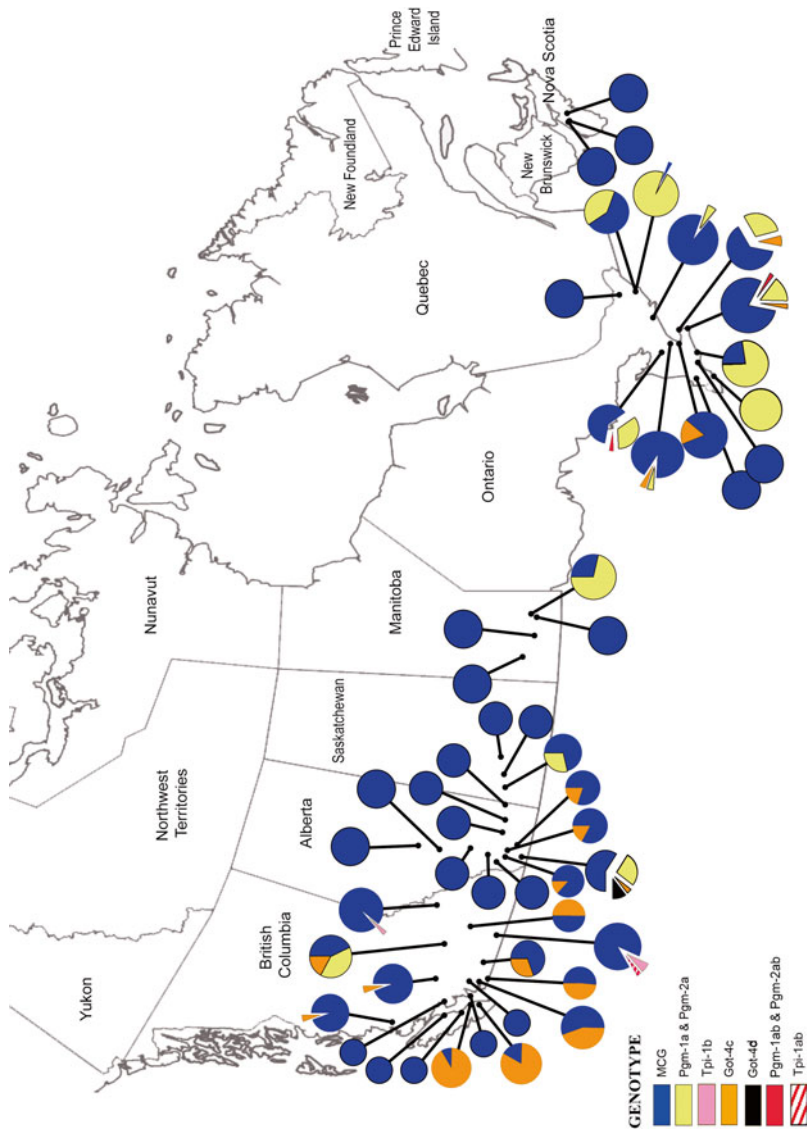 Yukon
Northwest
Territories
Nunavut
British
Columbia
Alberta
Saskatchewan
Manitoba
Ontario
Quebec
New Foundland
Prince
Edward
Island
New
Brunswick
Nova Scotia
GENOTYPE
MCG
Pgm-1a & Pgm-2a
Tpi-1b
Got-4c
Got-4d
Pgm-1ab & Pgm-2ab
Tpi-1ab